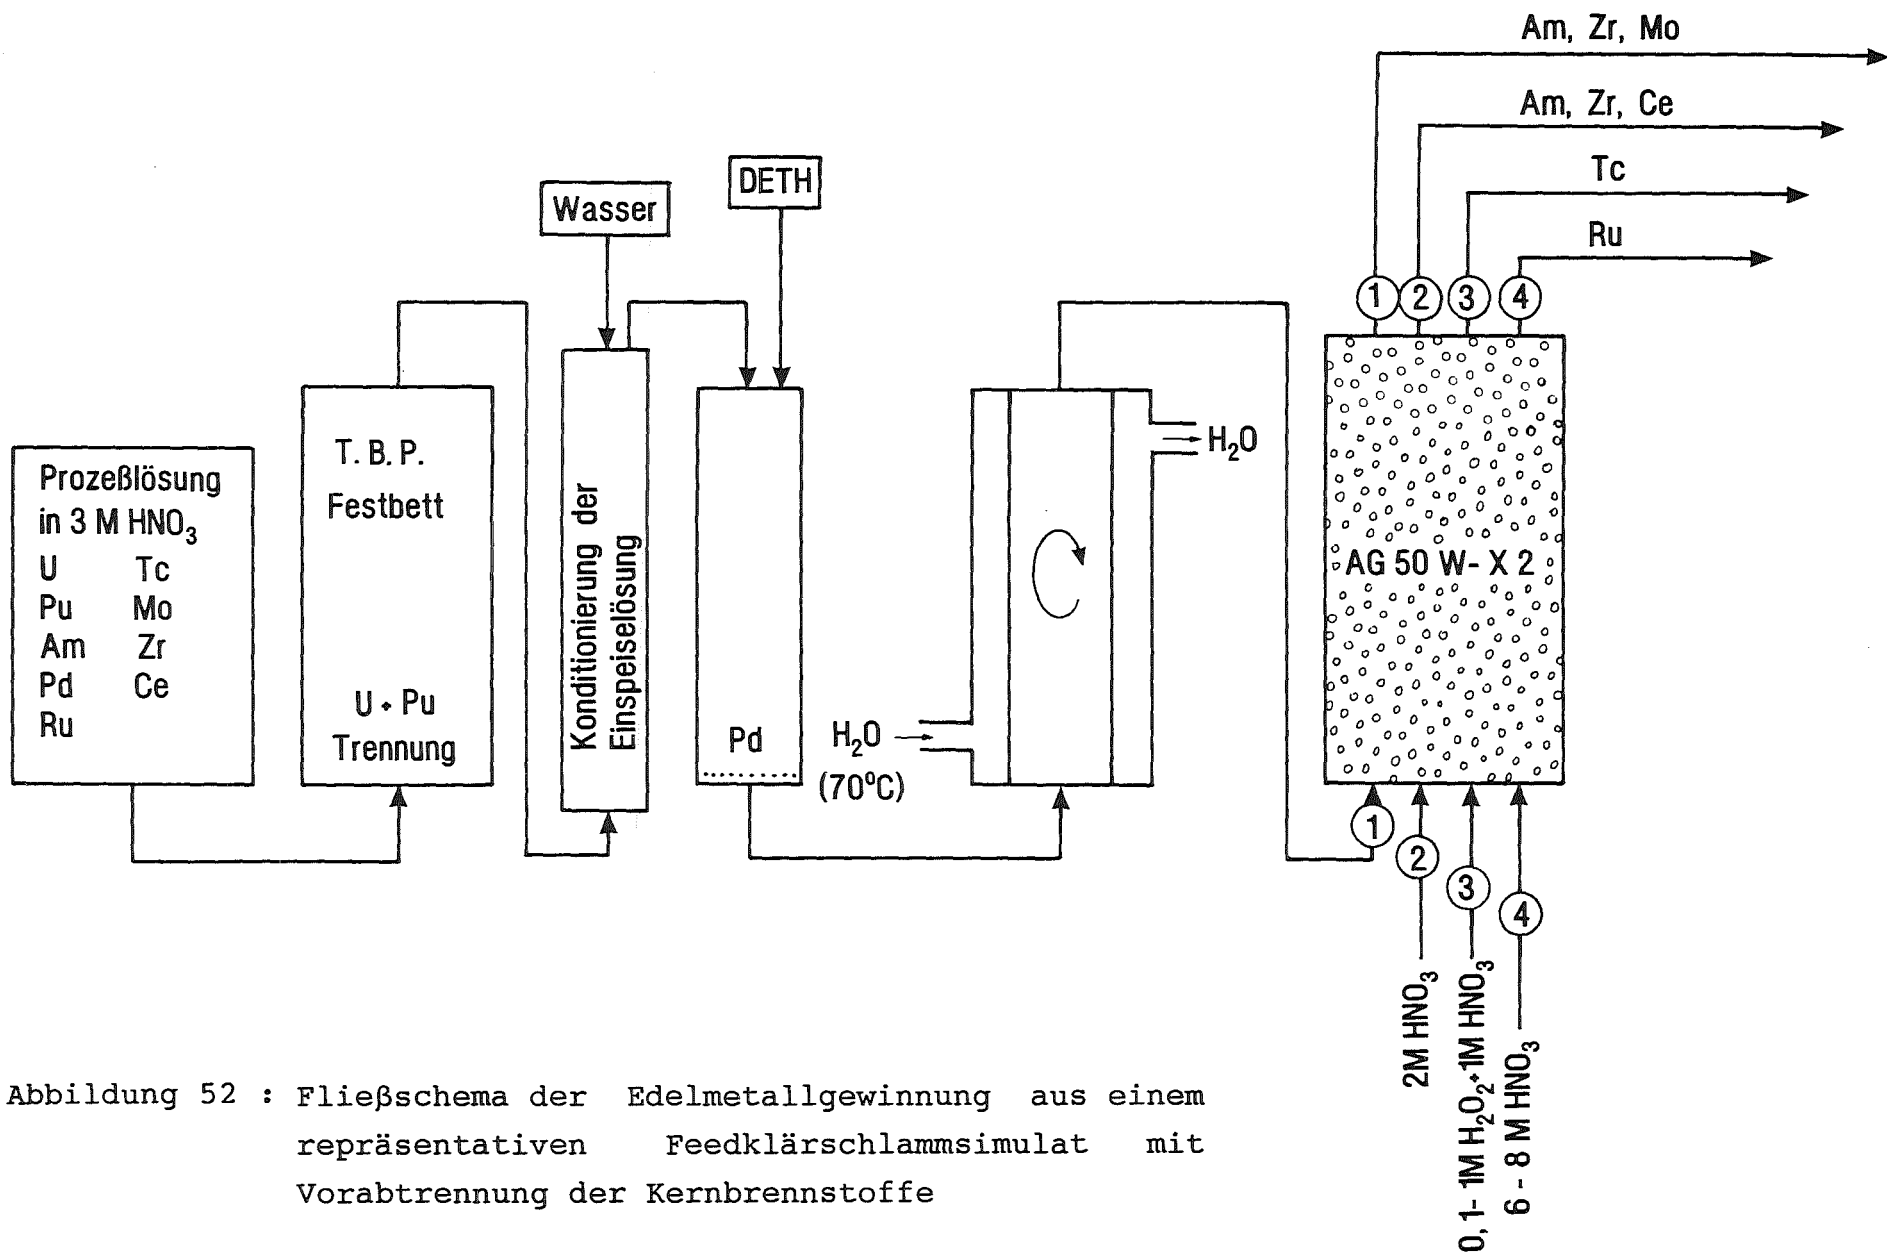 Am, Zr, Mo
Am, Zr, Ce
Tc
Ru
DETH
Wasser
1 2 3 4
Prozeßlösung
in 3 M HNO₃
U Tc
Pu Mo
Am Zr
Pd Ce
Ru
T. B. P.
Festbett
U + Pu
Trennung
Konditionierung der
Einspeiselösung
Pd
H₂O
(70°C)
H₂O
AG 50 W- X 2
1
2
3
4
2M HNO₃
0,1- 1M H₂O₂+1M HNO₃
6 - 8 M HNO₃
Abbildung 52 : Fließschema der Edelmetallgewinnung aus einem
repräsentativen Feedklärschlammsimulat mit
Vorabtrennung der Kernbrennstoffe